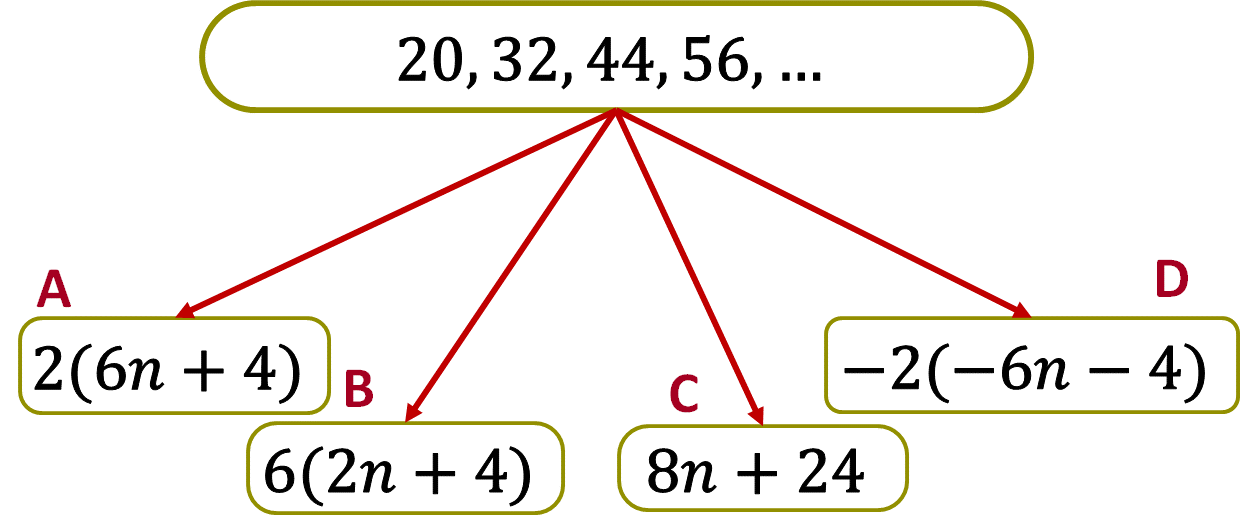 20, 32, 44, 56, ...
A
D
2(6n + 4)
−2(−6n − 4)
B
C
6(2n + 4)
8n + 24